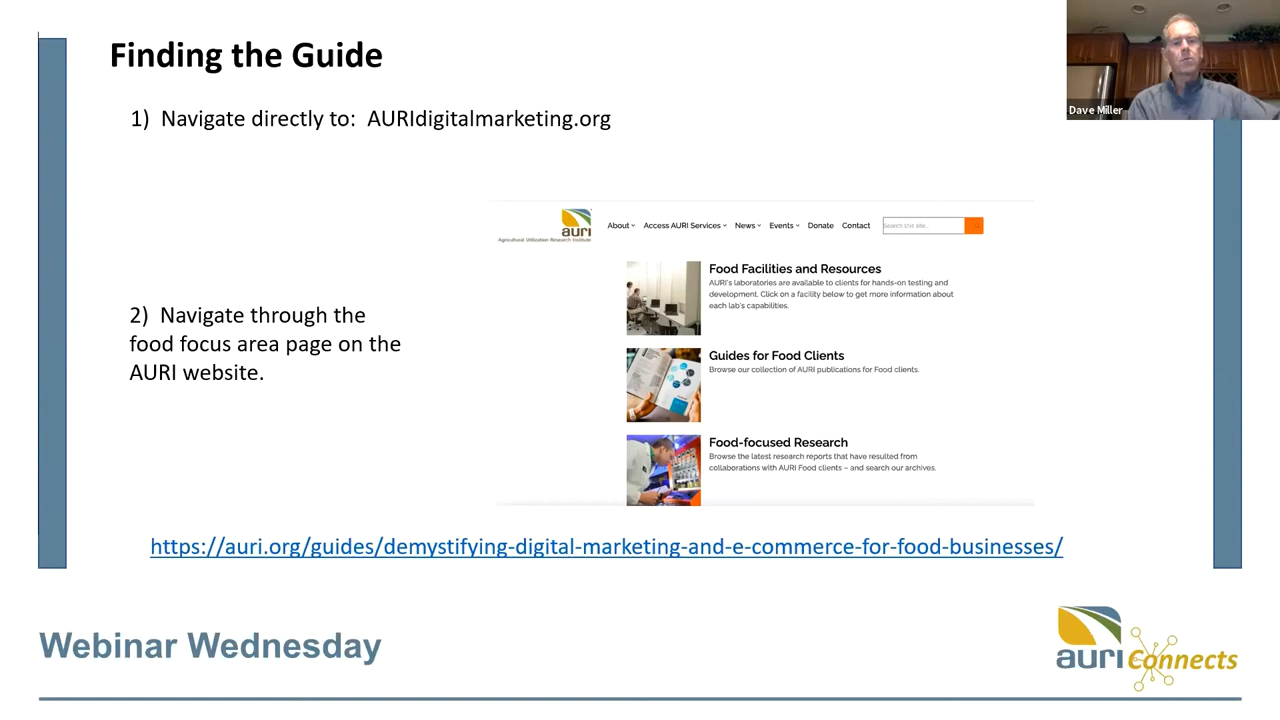 Finding the Guide
Dave Miller
1) Navigate directly to: AURIdigitalmarketing.org
auri
Agricultural Utilization Research Institute
About Access AURI Services News Events Donate Contact Search this site..
Food Facilities and Resources
AURI's laboratories are available to clients for hands-on testing and
development. Click on a facility below to get more information about
each lab's capabilities.
2) Navigate through the
food focus area page on the
AURI website.
Guides for Food Clients
Browse our collection of AURI publications for Food clients.
Food-focused Research
Browse the latest research reports that have resulted from
collaborations with AURI Food clients – and search our archives.
https://auri.org/guides/demystifying-digital-marketing-and-e-commerce-for-food-businesses/
Webinar Wednesday
auri Connects